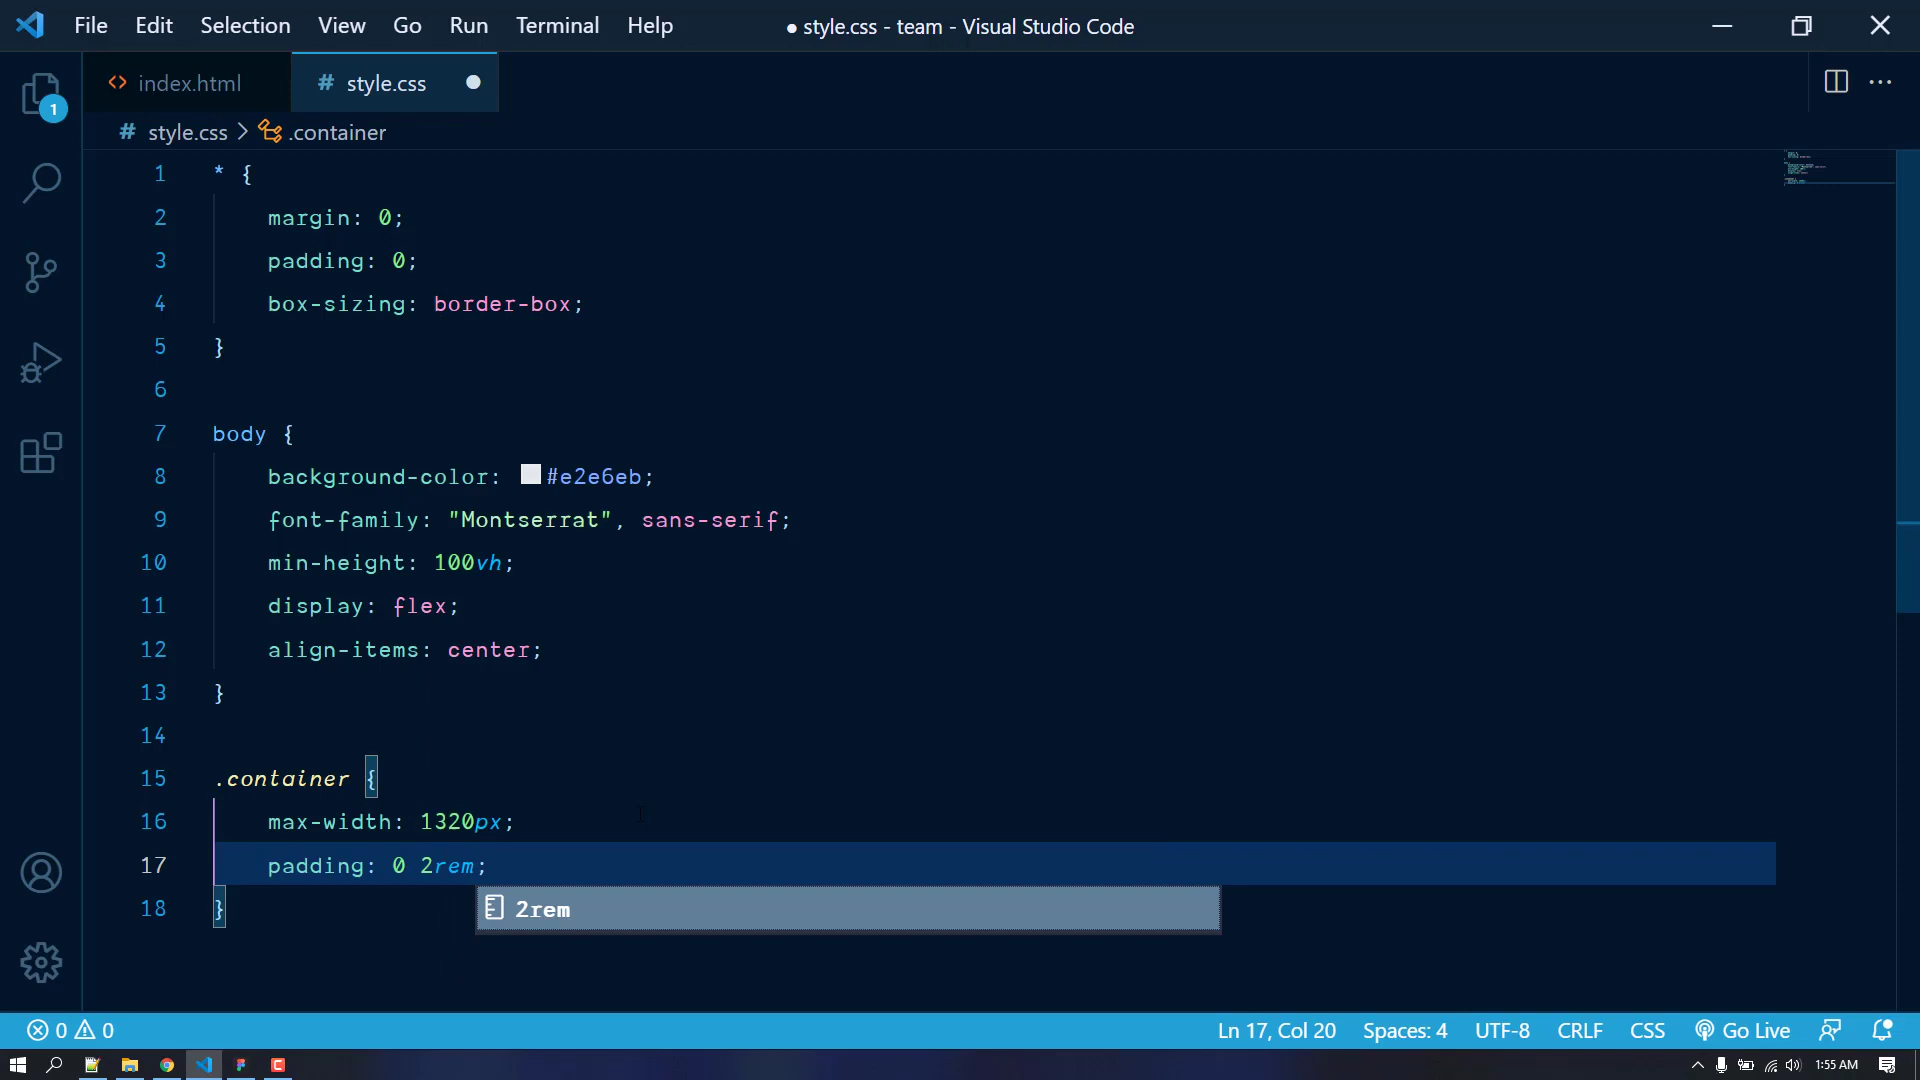 File Edit Selection View Go Run Terminal Help ● style.css - team - Visual Studio Code
<> index.html # style.css
1
# style.css > .container
1 * {
2 margin: 0;
3 padding: 0;
4 box-sizing: border-box;
5 }
6
7 body {
8 background-color: #e2e6eb;
9 font-family: "Montserrat", sans-serif;
10 min-height: 100vh;
11 display: flex;
12 align-items: center;
13 }
14
15 .container {
16 max-width: 1320px;
17 padding: 0 2rem;
18 }
2rem
0 0 Ln 17, Col 20 Spaces: 4 UTF-8 CRLF CSS Go Live
1:55 AM